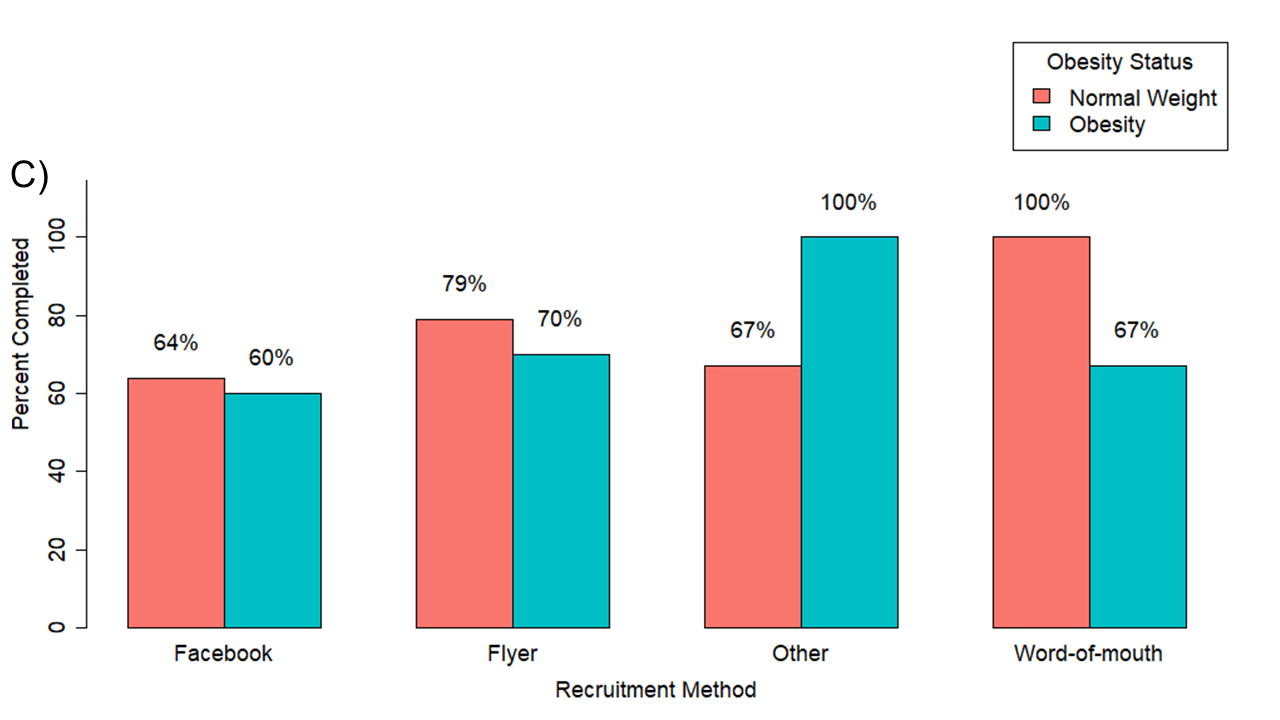 Obesity Status
Normal Weight
Obesity
C)
Percent Completed
100
80
60
40
20
0
64%
60%
79%
70%
67%
100%
100%
67%
Facebook
Flyer
Other
Word-of-mouth
Recruitment Method